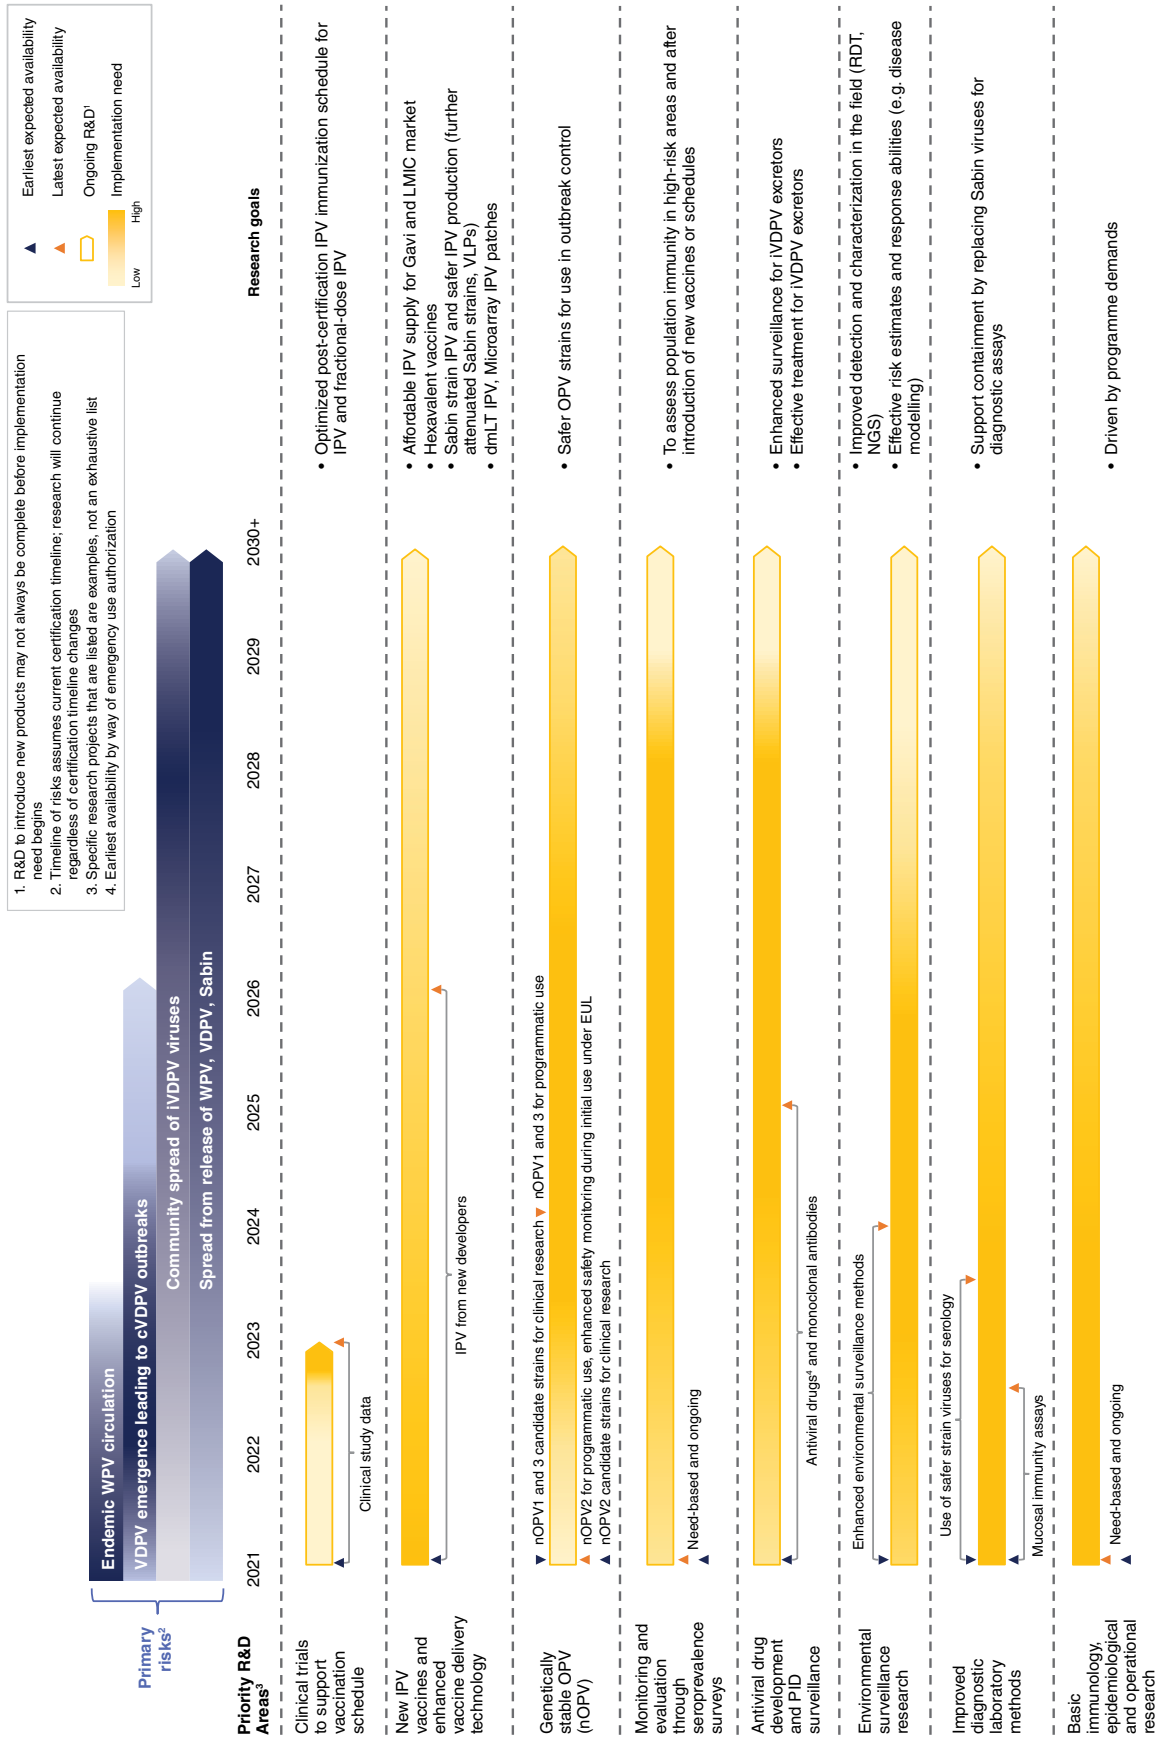 1. R&D to introduce new products may not always be complete before implementation
need begins
2. Timeline of risks assumes current certification timeline; research will continue
regardless of certification timeline changes
3. Specific research projects that are listed are examples, not an exhaustive list
4. Earliest availability by way of emergency use authorization
Earliest expected availability
Latest expected availability
Ongoing R&D¹
Implementation need
Low
High
Primary
risks²
Endemic WPV circulation
VDPV emergence leading to cVDPV outbreaks
Community spread of iVDPV viruses
Spread from release of WPV, VDPV, Sabin
Priority R&D
Areas³
2021
2022
2023
2024
2025
2026
2027
2028
2029
2030+
Research goals
Clinical trials
to support
vaccination
schedule
Clinical study data
• Optimized post-certification IPV immunization schedule for
IPV and fractional-dose IPV
New IPV
vaccines and
enhanced
vaccine delivery
technology
IPV from new developers
• Affordable IPV supply for Gavi and LMIC market
• Hexavalent vaccines
• Sabin strain IPV and safer IPV production (further
attenuated Sabin strains, VLPs)
• dmLT IPV, Microarray IPV patches
Genetically
stable OPV
(nOPV)
nOPV1 and 3 candidate strains for clinical research
nOPV1 and 3 for programmatic use
nOPV2 for programmatic use, enhanced safety monitoring during initial use under EUL
nOPV2 candidate strains for clinical research
• Safer OPV strains for use in outbreak control
Monitoring and
evaluation
through
seroprevalence
surveys
Need-based and ongoing
• To assess population immunity in high-risk areas and after
introduction of new vaccines or schedules
Antiviral drug
development
and PID
surveillance
Antiviral drugs⁴ and monoclonal antibodies
• Enhanced surveillance for iVDPV excretors
• Effective treatment for iVDPV excretors
Environmental
surveillance
research
Enhanced environmental surveillance methods
• Improved detection and characterization in the field (RDT,
NGS)
• Effective risk estimates and response abilities (e.g. disease
modelling)
Improved
diagnostic
laboratory
methods
Use of safer strain viruses for serology
Mucosal immunity assays
• Support containment by replacing Sabin viruses for
diagnostic assays
Basic
immunology,
epidemiological
and operational
research
Need-based and ongoing
• Driven by programme demands